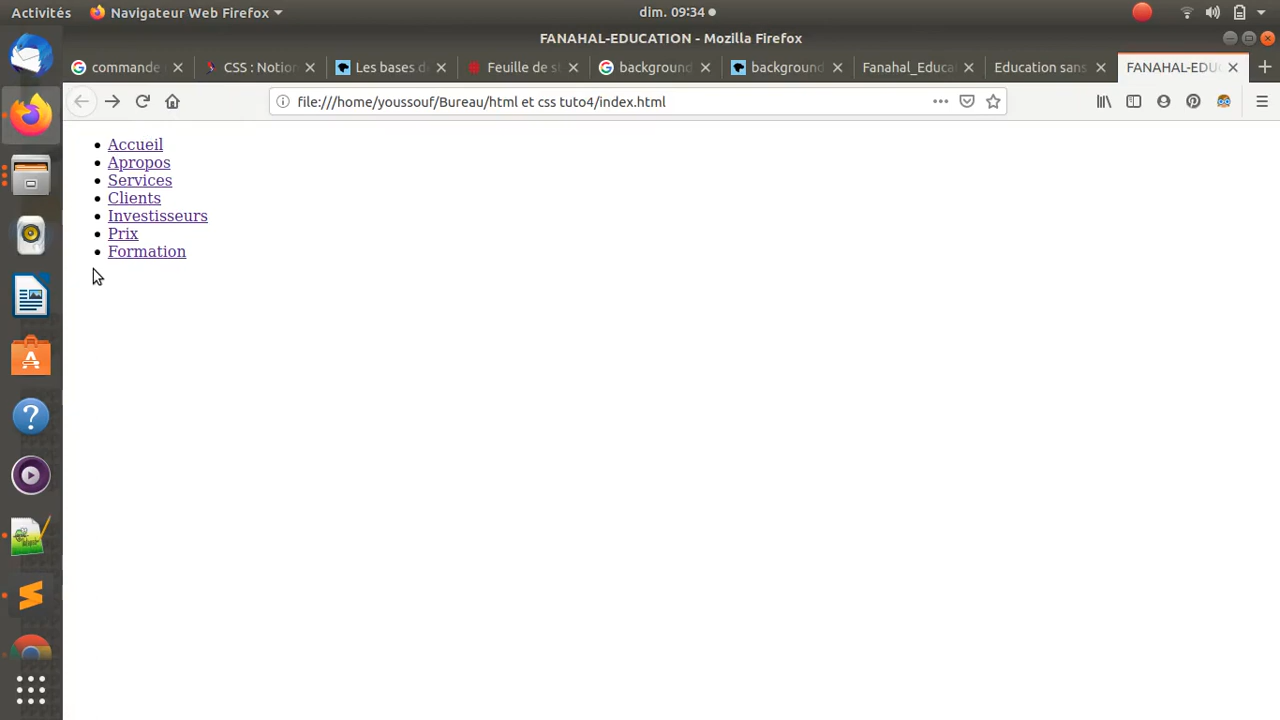 Activités Navigateur Web Firefox dim. 09:34
FANAHAL-EDUCATION - Mozilla Firefox
commande CSS : Notion Les bases d Feuille de s background background Fanahal_Educa Education sans FANAHAL-EDU
file:///home/youssouf/Bureau/html et css tuto4/index.html
Accueil
Apropos
Services
Clients
Investisseurs
Prix
Formation